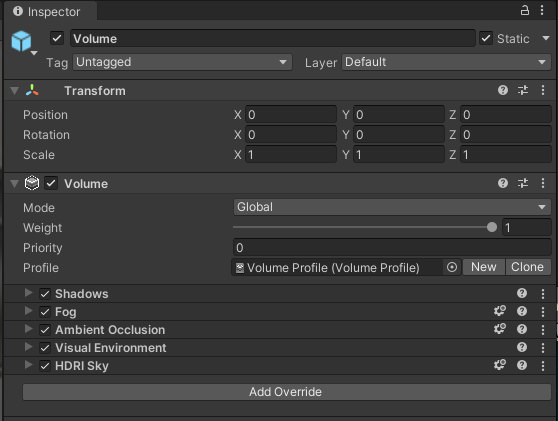 Inspector
Volume Static
Tag Untagged Layer Default
Transform
Position X 0 Y 0 Z 0
Rotation X 0 Y 0 Z 0
Scale X 1 Y 1 Z 1
Volume
Mode Global
Weight 1
Priority 0
Profile Volume Profile (Volume Profile) New Clone
Shadows
Fog
Ambient Occlusion
Visual Environment
HDRI Sky
Add Override